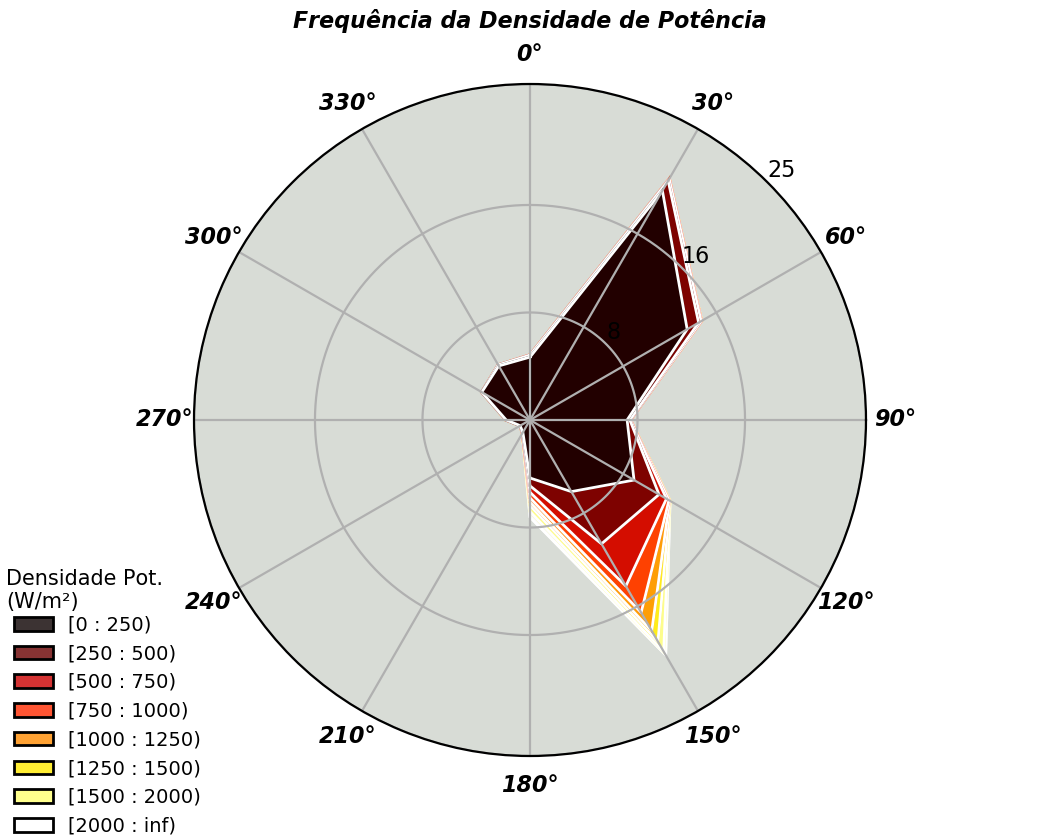 Frequência da Densidade de Potência
0°
330°
30°
25
300°
60°
16
8
270°
90°
240°
120°
210°
150°
180°
Densidade Pot.
(W/m²)
[0 : 250)
[250 : 500)
[500 : 750)
[750 : 1000)
[1000 : 1250)
[1250 : 1500)
[1500 : 2000)
[2000 : inf)